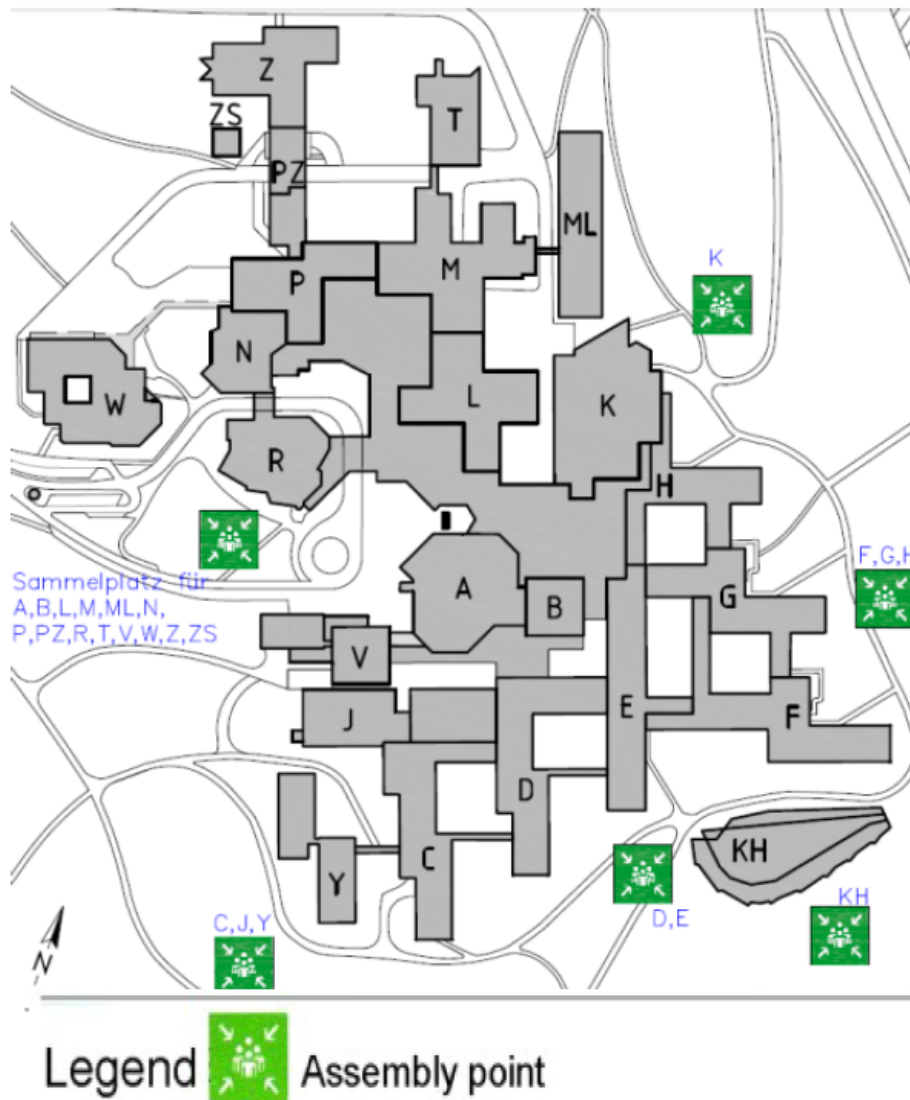 Z
T
ZS
PZ
ML
K
P
M
N
W
L
K
R
H
F,G,H
Sammelplatz für
A,B,L,M,ML,N,
P,PZ,R,T,V,W,Z,ZS
A
B
G
V
J
E
F
D
C
KH
Y
D,E
KH
C,J,Y
N
Legend Assembly point